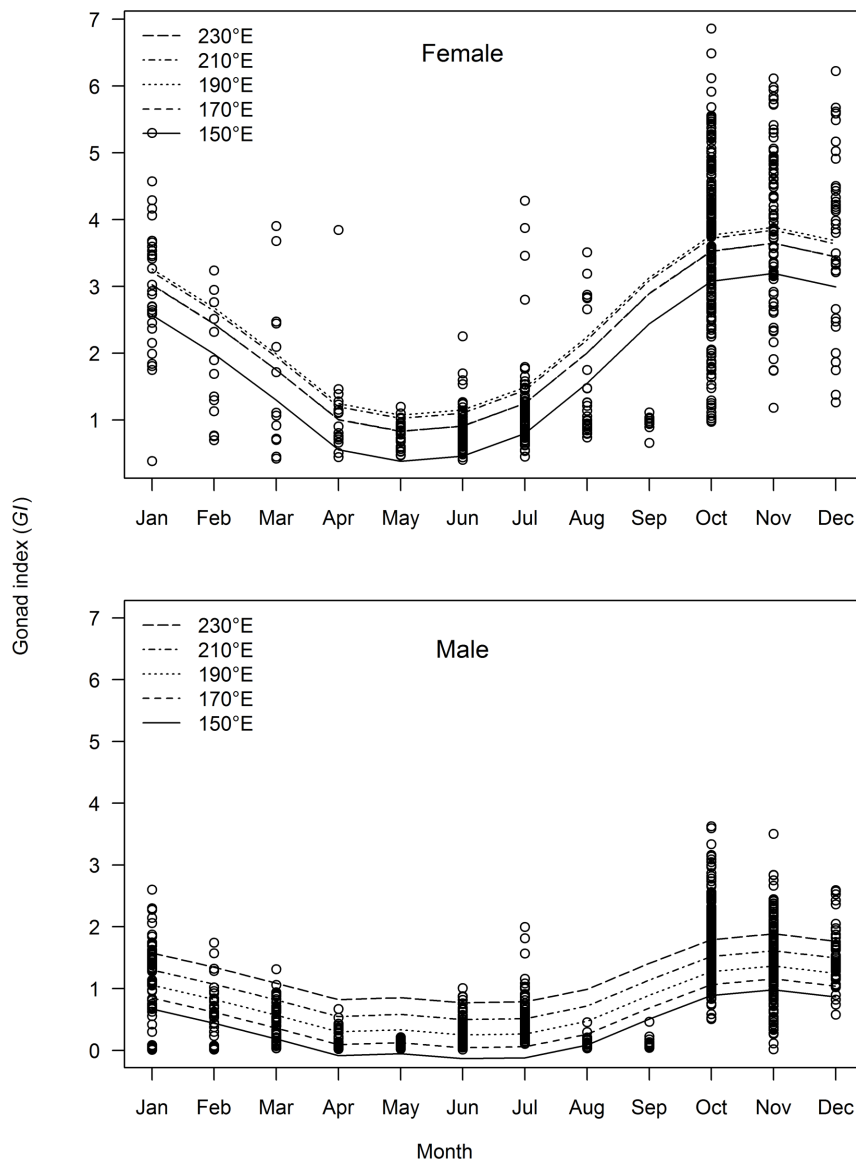 7
6
5
4
3
2
1
230°E
210°E
190°E
170°E
150°E
Female
Jan Feb Mar Apr May Jun Jul Aug Sep Oct Nov Dec
Gonad index (GI)
7
6
5
4
3
2
1
0
230°E
210°E
190°E
170°E
150°E
Male
Jan Feb Mar Apr May Jun Jul Aug Sep Oct Nov Dec
Month